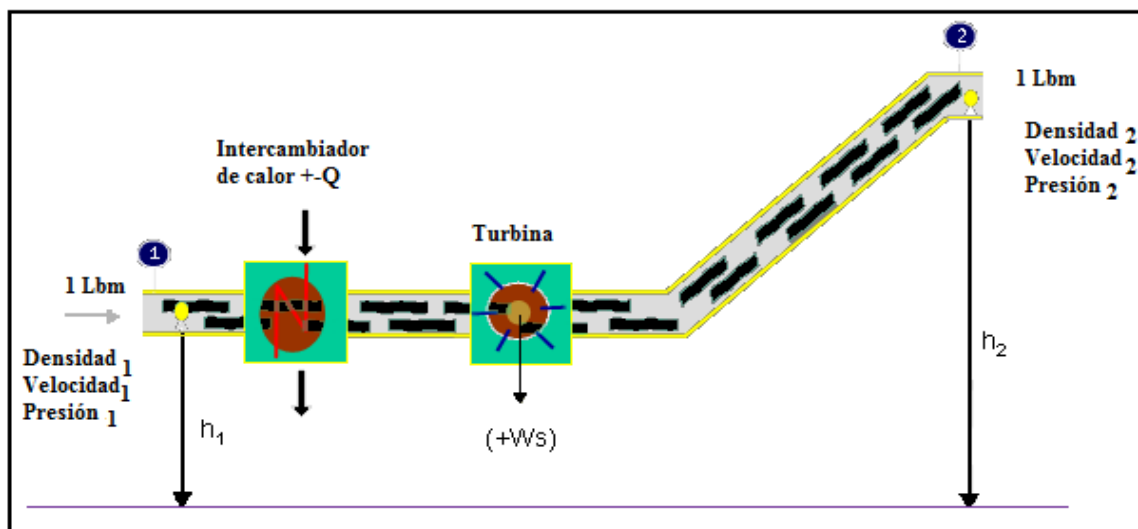 2
1 Lbm
Densidad 2
Velocidad 2
Presión 2
Intercambiador
de calor +-Q
Turbina
1
1 Lbm
Densidad 1
Velocidad 1
Presión 1
h1
(+Ws)
h2